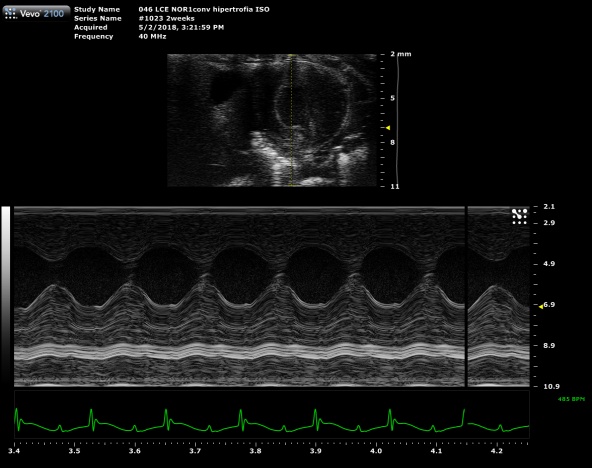 Vevo 2100
Study Name 046 LCE NOR1conv hipertrofia ISO
Series Name #1023 2weeks
Acquired 5/2/2018, 3:21:59 PM
Frequency 40 MHz
2 mm
5
8
11
2.1
2.9
4.9
6.9
8.9
10.9
485 BPM
3.4 3.5 3.6 3.7 3.8 3.9 4.0 4.1 4.2